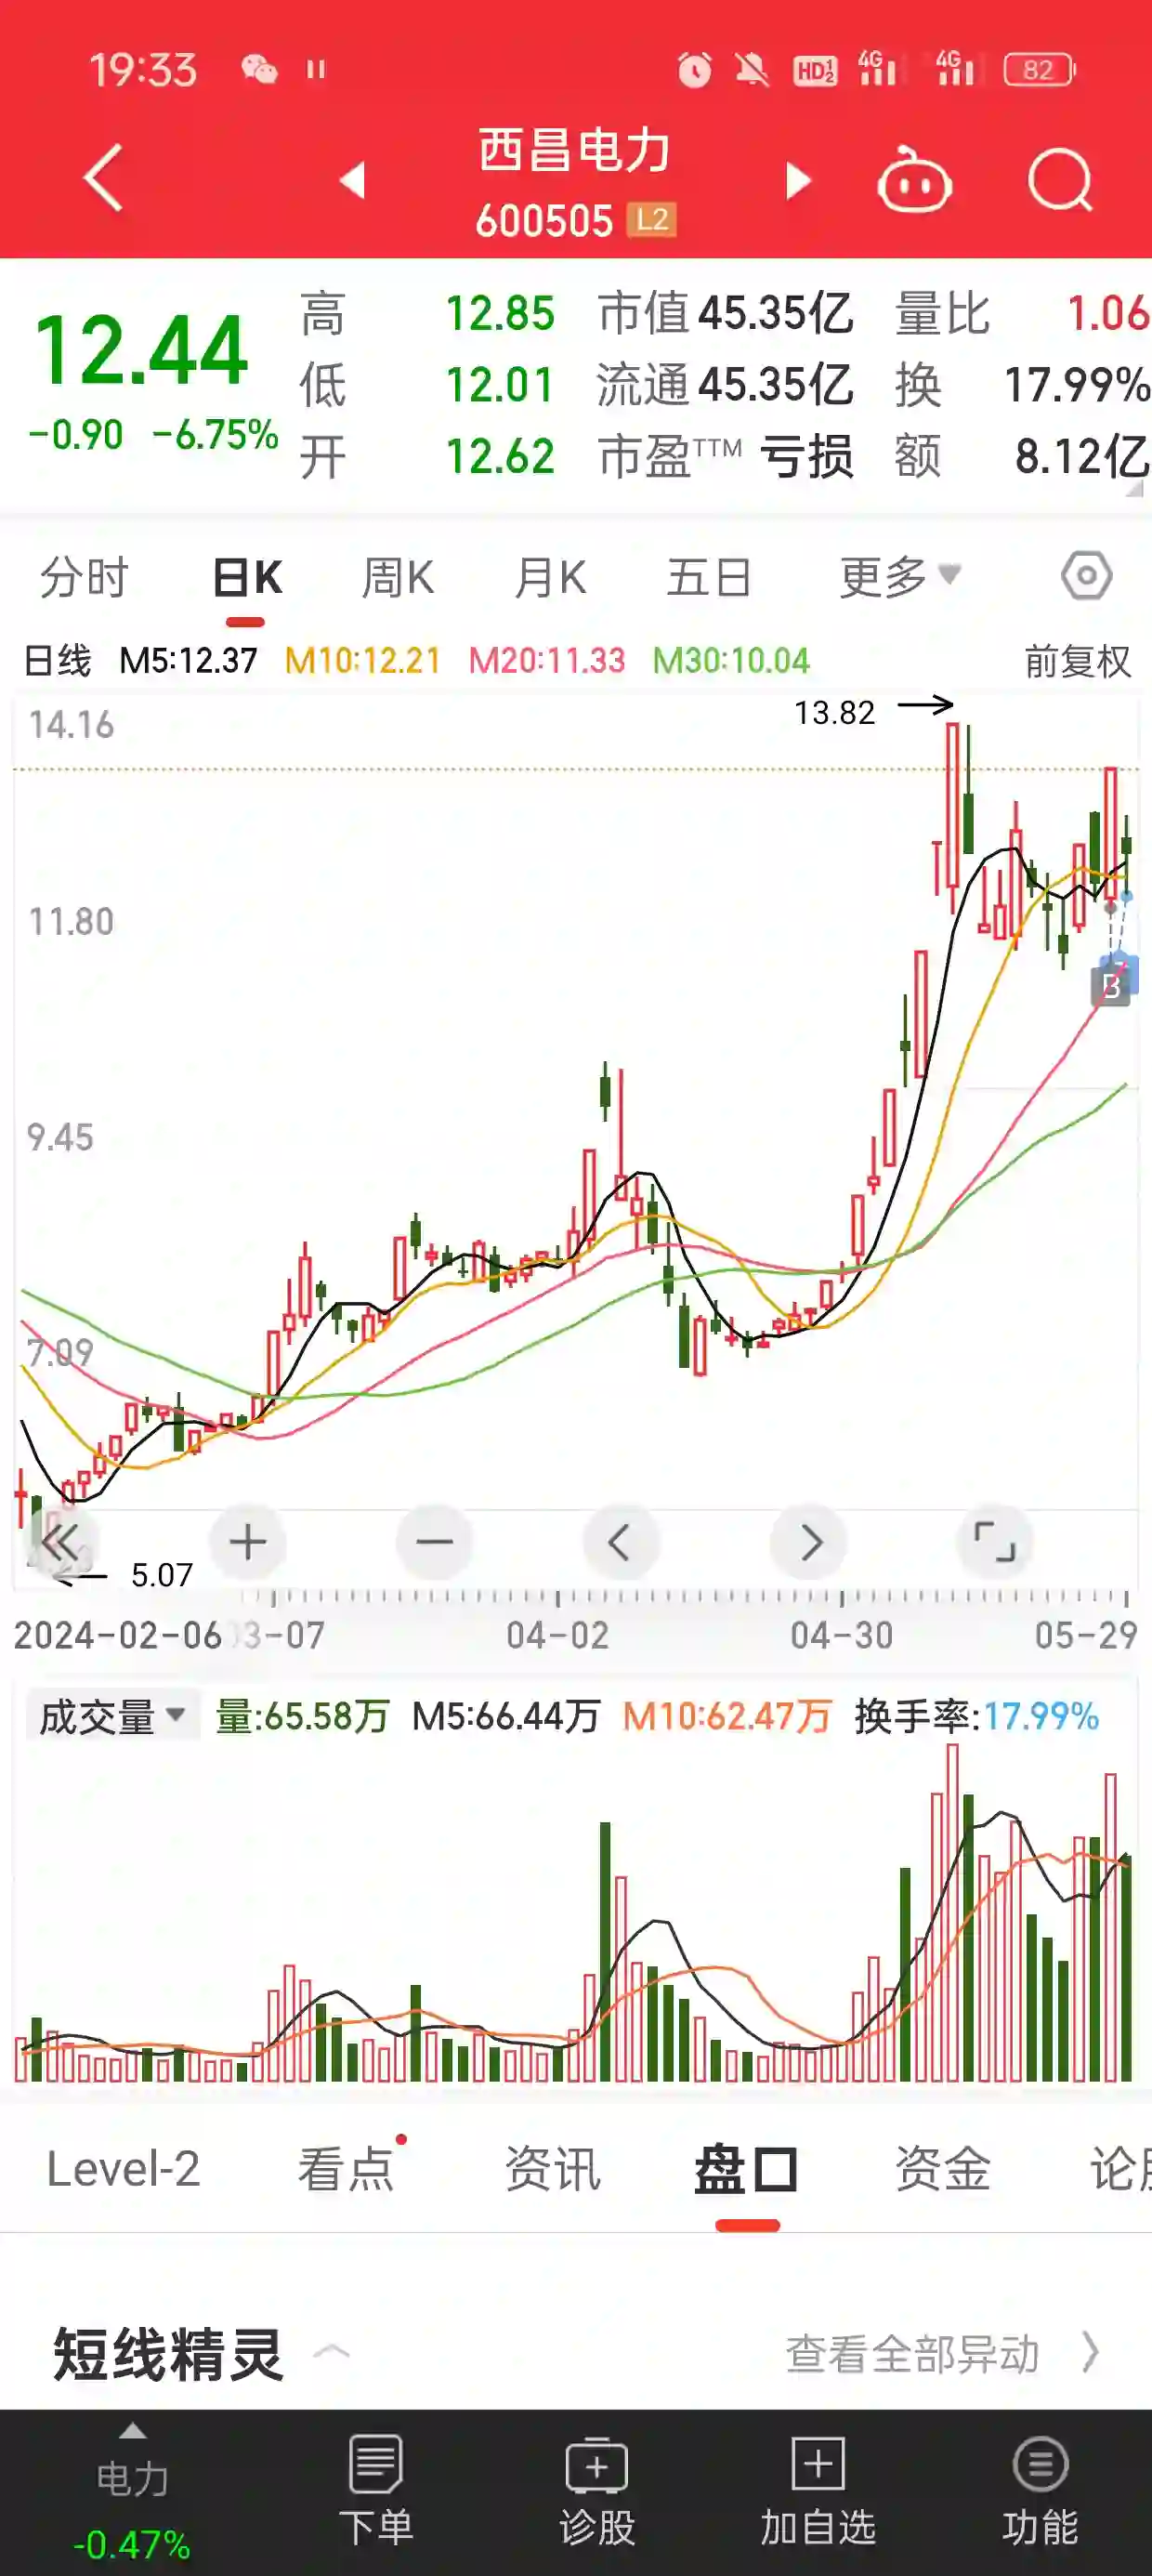 19:33 HD 1 2 4G 4G 82
西昌电力
600505 L2
12.44
-0.90 -6.75%
高 12.85 市值 45.35亿 量比 1.06
低 12.01 流通 45.35亿 换 17.99%
开 12.62 市盈TTM 亏损 额 8.12亿
分时 日K 周K 月K 五日 更多
日线 M5:12.37 M10:12.21 M20:11.33 M30:10.04 前复权
13.82
14.16
11.80
B
9.45
7.09
5.07
2024-02-06 03-07 04-02 04-30 05-29
成交量 量:65.58万 M5:66.44万 M10:62.47万 换手率:17.99%
Level-2 看点 资讯 盘口 资金 论
短线精灵 查看全部异动
电力 下单 诊股 加自选 功能
-0.47%